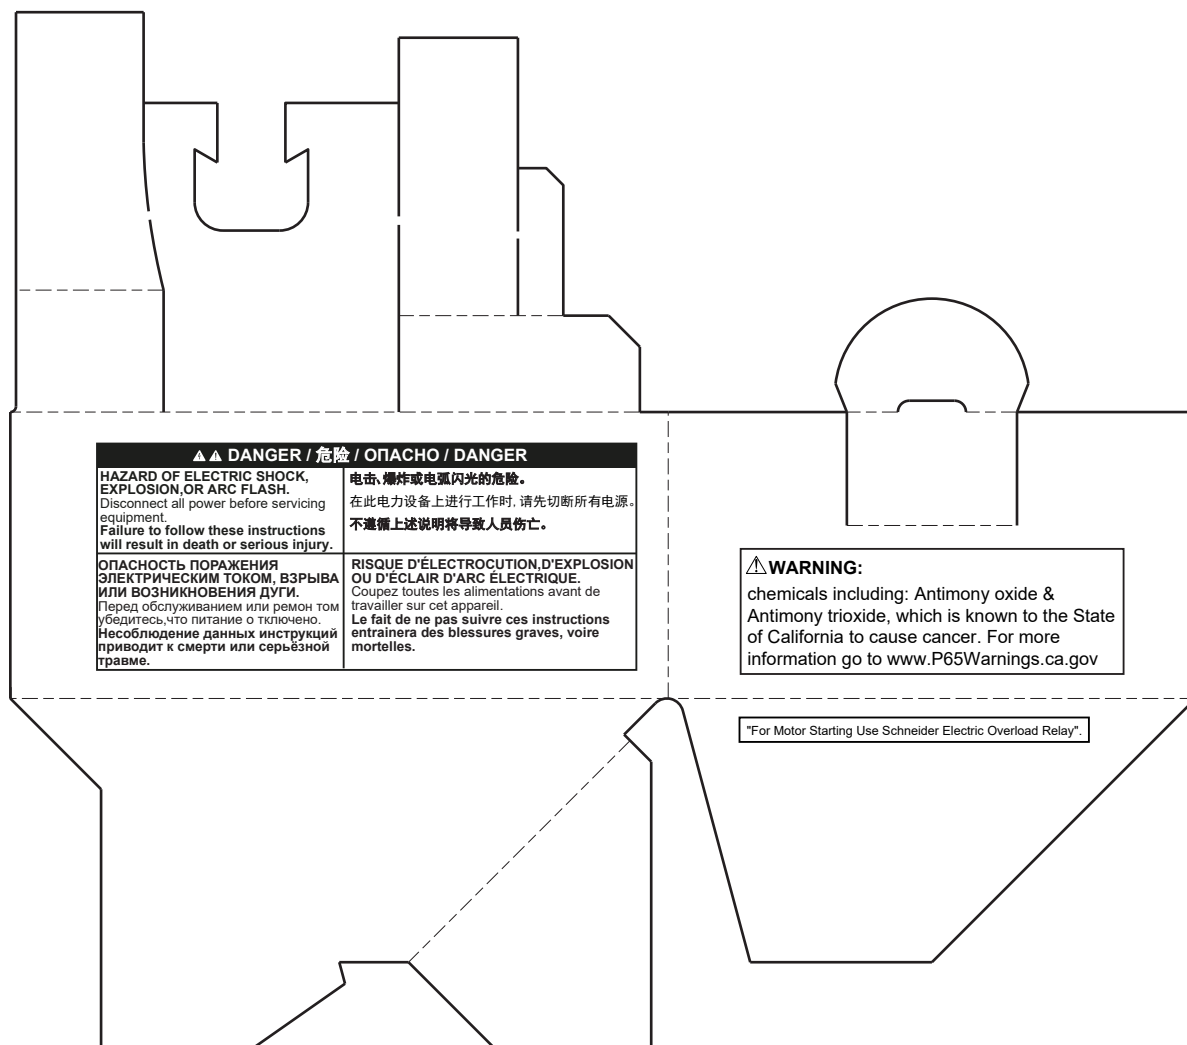 ⚠ ⚠ DANGER / 危险 / ОПАСНО / DANGER
HAZARD OF ELECTRIC SHOCK,
EXPLOSION,OR ARC FLASH.
Disconnect all power before servicing
equipment.
Failure to follow these instructions
will result in death or serious injury.
电击、爆炸或电弧闪光的危险。
在此电力设备上进行工作时, 请先切断所有电源。
不遵循上述说明将导致人员伤亡。
ОПАСНОСТЬ ПОРАЖЕНИЯ
ЭЛЕКТРИЧЕСКИМ ТОКОМ, ВЗРЫВА
ИЛИ ВОЗНИКНОВЕНИЯ ДУГИ.
Перед обслуживанием или ремон том
убедитесь,что питание о тключено.
Несоблюдение данных инструкций
приводит к смерти или серьёзной
травме.
RISQUE D'ÉLECTROCUTION,D'EXPLOSION
OU D'ÉCLAIR D'ARC ÉLECTRIQUE.
Coupez toutes les alimentations avant de
travailler sur cet appareil.
Le fait de ne pas suivre ces instructions
entrainera des blessures graves, voire
mortelles.
⚠ WARNING:
chemicals including: Antimony oxide &
Antimony trioxide, which is known to the State
of California to cause cancer. For more
information go to www.P65Warnings.ca.gov
"For Motor Starting Use Schneider Electric Overload Relay".